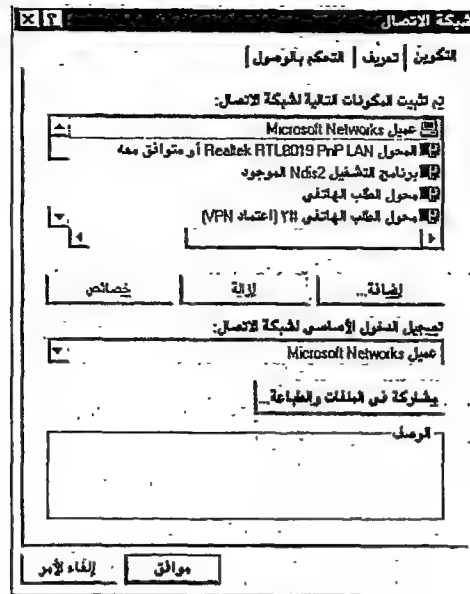 شبكة الاتصال
التكوين تعريف التحكم بالوصول
تم تثبيت المكونات التالية لشبكة الاتصال:
عميل Microsoft Networks
المحول Realtek RTL8019 PnP LAN أو متوافق معه
برنامج التشغيل Ndis2 الموجود
محول الطلب الهاتفي
محول الطلب الهاتفي #٢ (اعتماد VPN)
إضافة... إزالة خصائص
تسجيل الدخول الأساسي لشبكة الاتصال:
عميل Microsoft Networks
مشاركة في الملفات والطباعة...
الوصف
موافق إلغاء الأمر